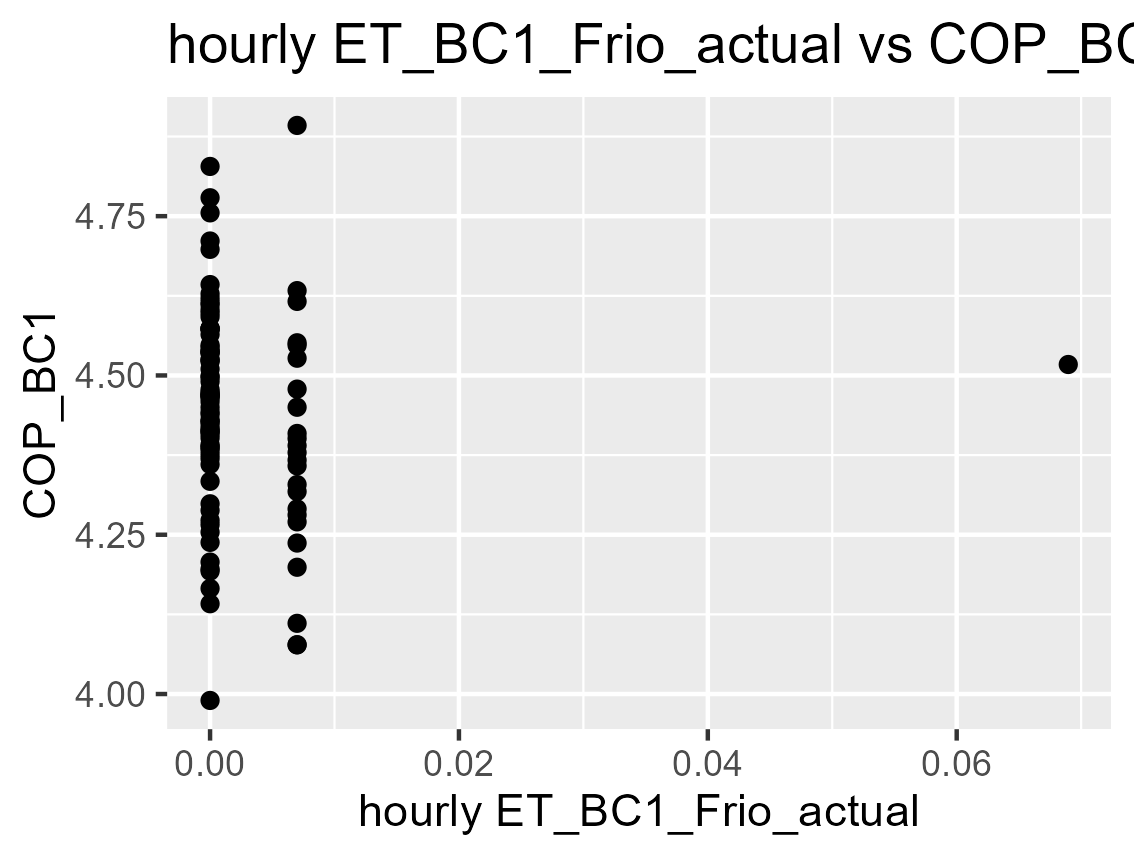 hourly ET_BC1_Frio_actual vs COP_BC
4.75
4.50
4.25
4.00
COP_BC1
0.00 0.02 0.04 0.06
hourly ET_BC1_Frio_actual